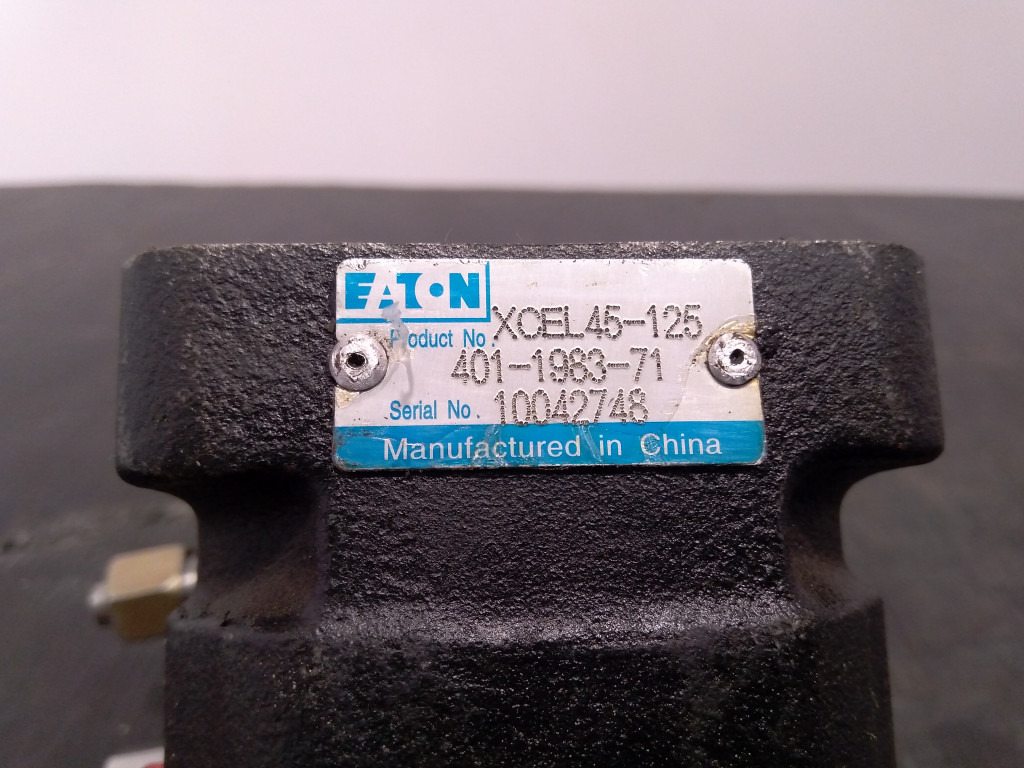 EATON
Product No. XCEL45-125
401-1983-71
Serial No. 10042748
Manufactured in China